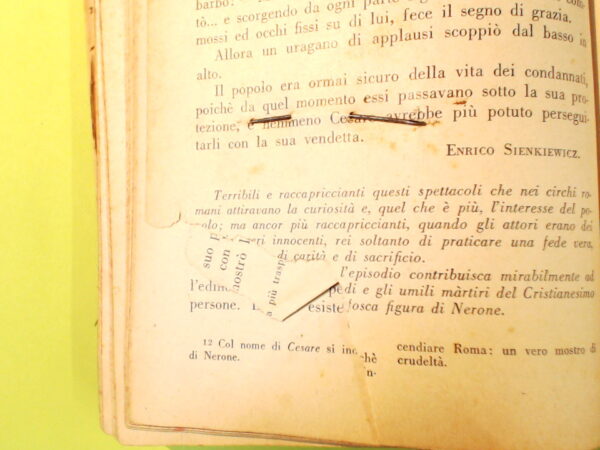 barbo.
tò... e scorgendo da ogni parte
mossi ed occhi fissi su di lui, fece il segno di grazia.
Allora un uragano di applausi scoppiò dal basso in
alto.
Il popolo era ormai sicuro della vita dei condannati,
poichè da quel momento essi passavano sotto la sua pro-
tezione, e nemmeno Cesare avrebbe più potuto persegui-
tarli con la sua vendetta.
ENRICO SIENKIEWICZ.
Terribili e raccapriccianti questi spettacoli che nei circhi ro-
mani attiravano la curiosità e, quel che è più, l'interesse del po-
polo; ma ancor più raccapriccianti, quando gli attori erano dei
eri innocenti, rei soltanto di praticare una fede vera,
di carità e di sacrificio.
l'episodio contribuisca mirabilmente ad
l'edi pedi e gli umili màrtiri del Cristianesimo
persone. esiste fosca figura di Nerone.
suo p
con
mostrò l
a più trasp
12 Col nome di Cesare si inc cendiare Roma: un vero mostro di
di Nerone. chè crudeltà.
n-